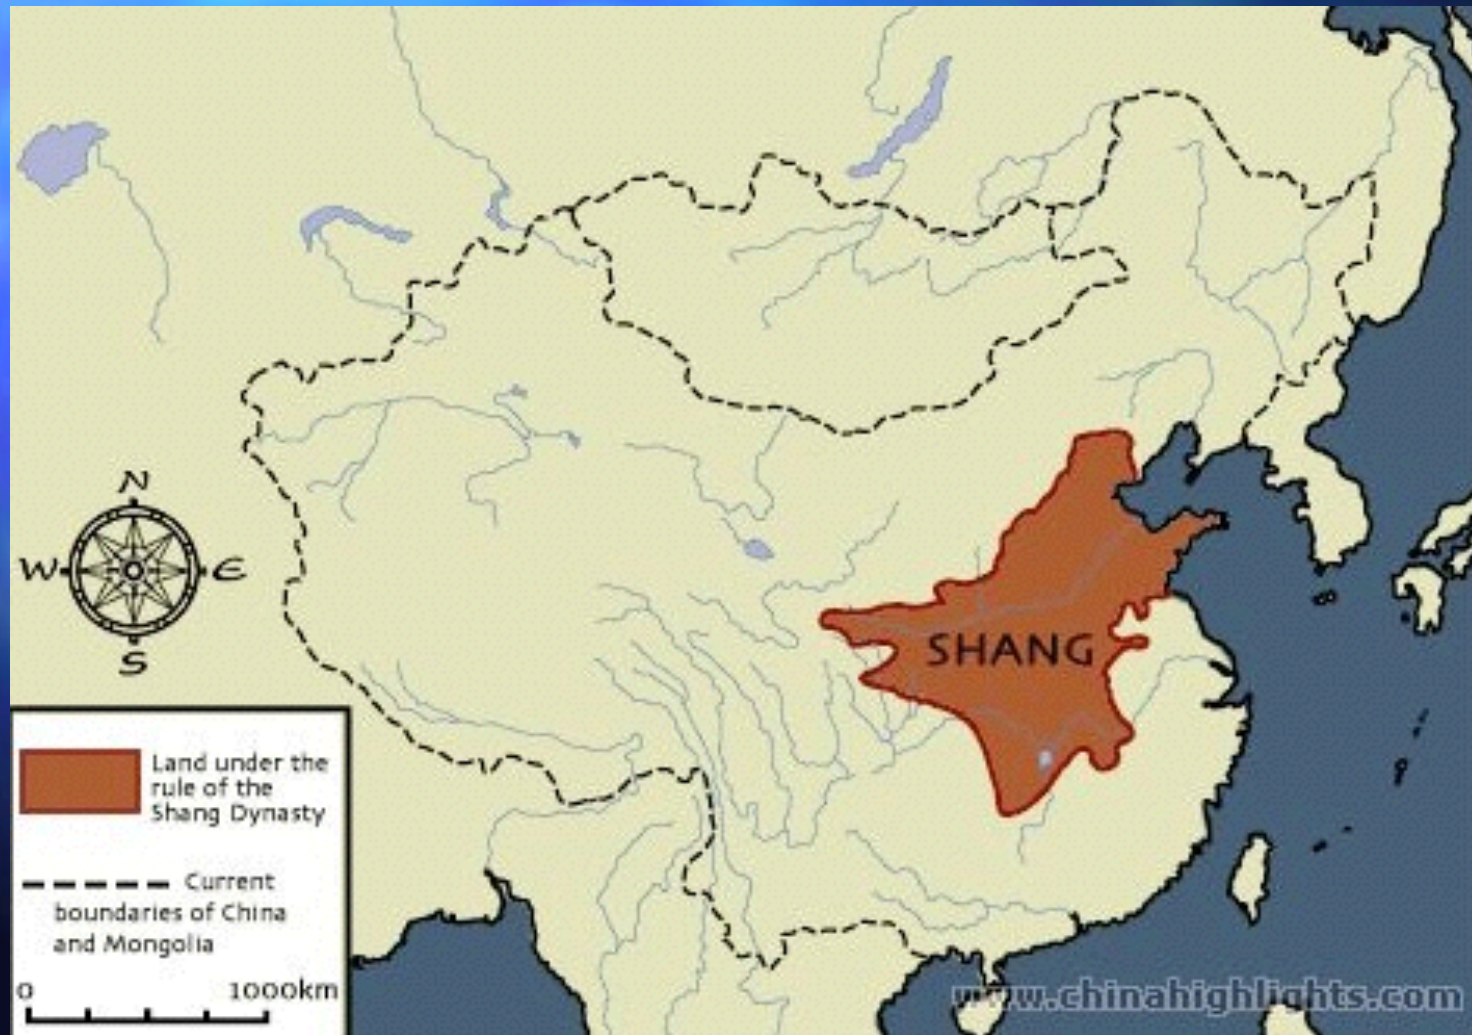 N
W E
S
SHANG
Land under the
rule of the
Shang Dynasty
Current
boundaries of China
and Mongolia
0 1000km
www.chinahighlights.com